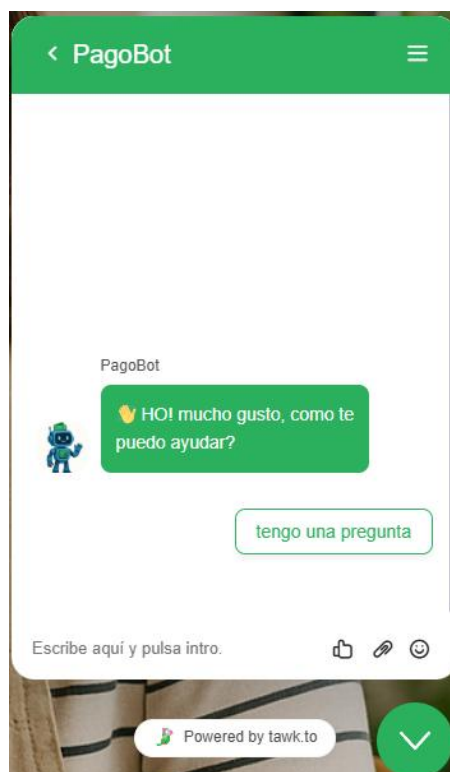 PagoBot
PagoBot
👋 HO! mucho gusto, como te
puedo ayudar?
tengo una pregunta
Escribe aquí y pulsa intro.
Powered by tawk.to